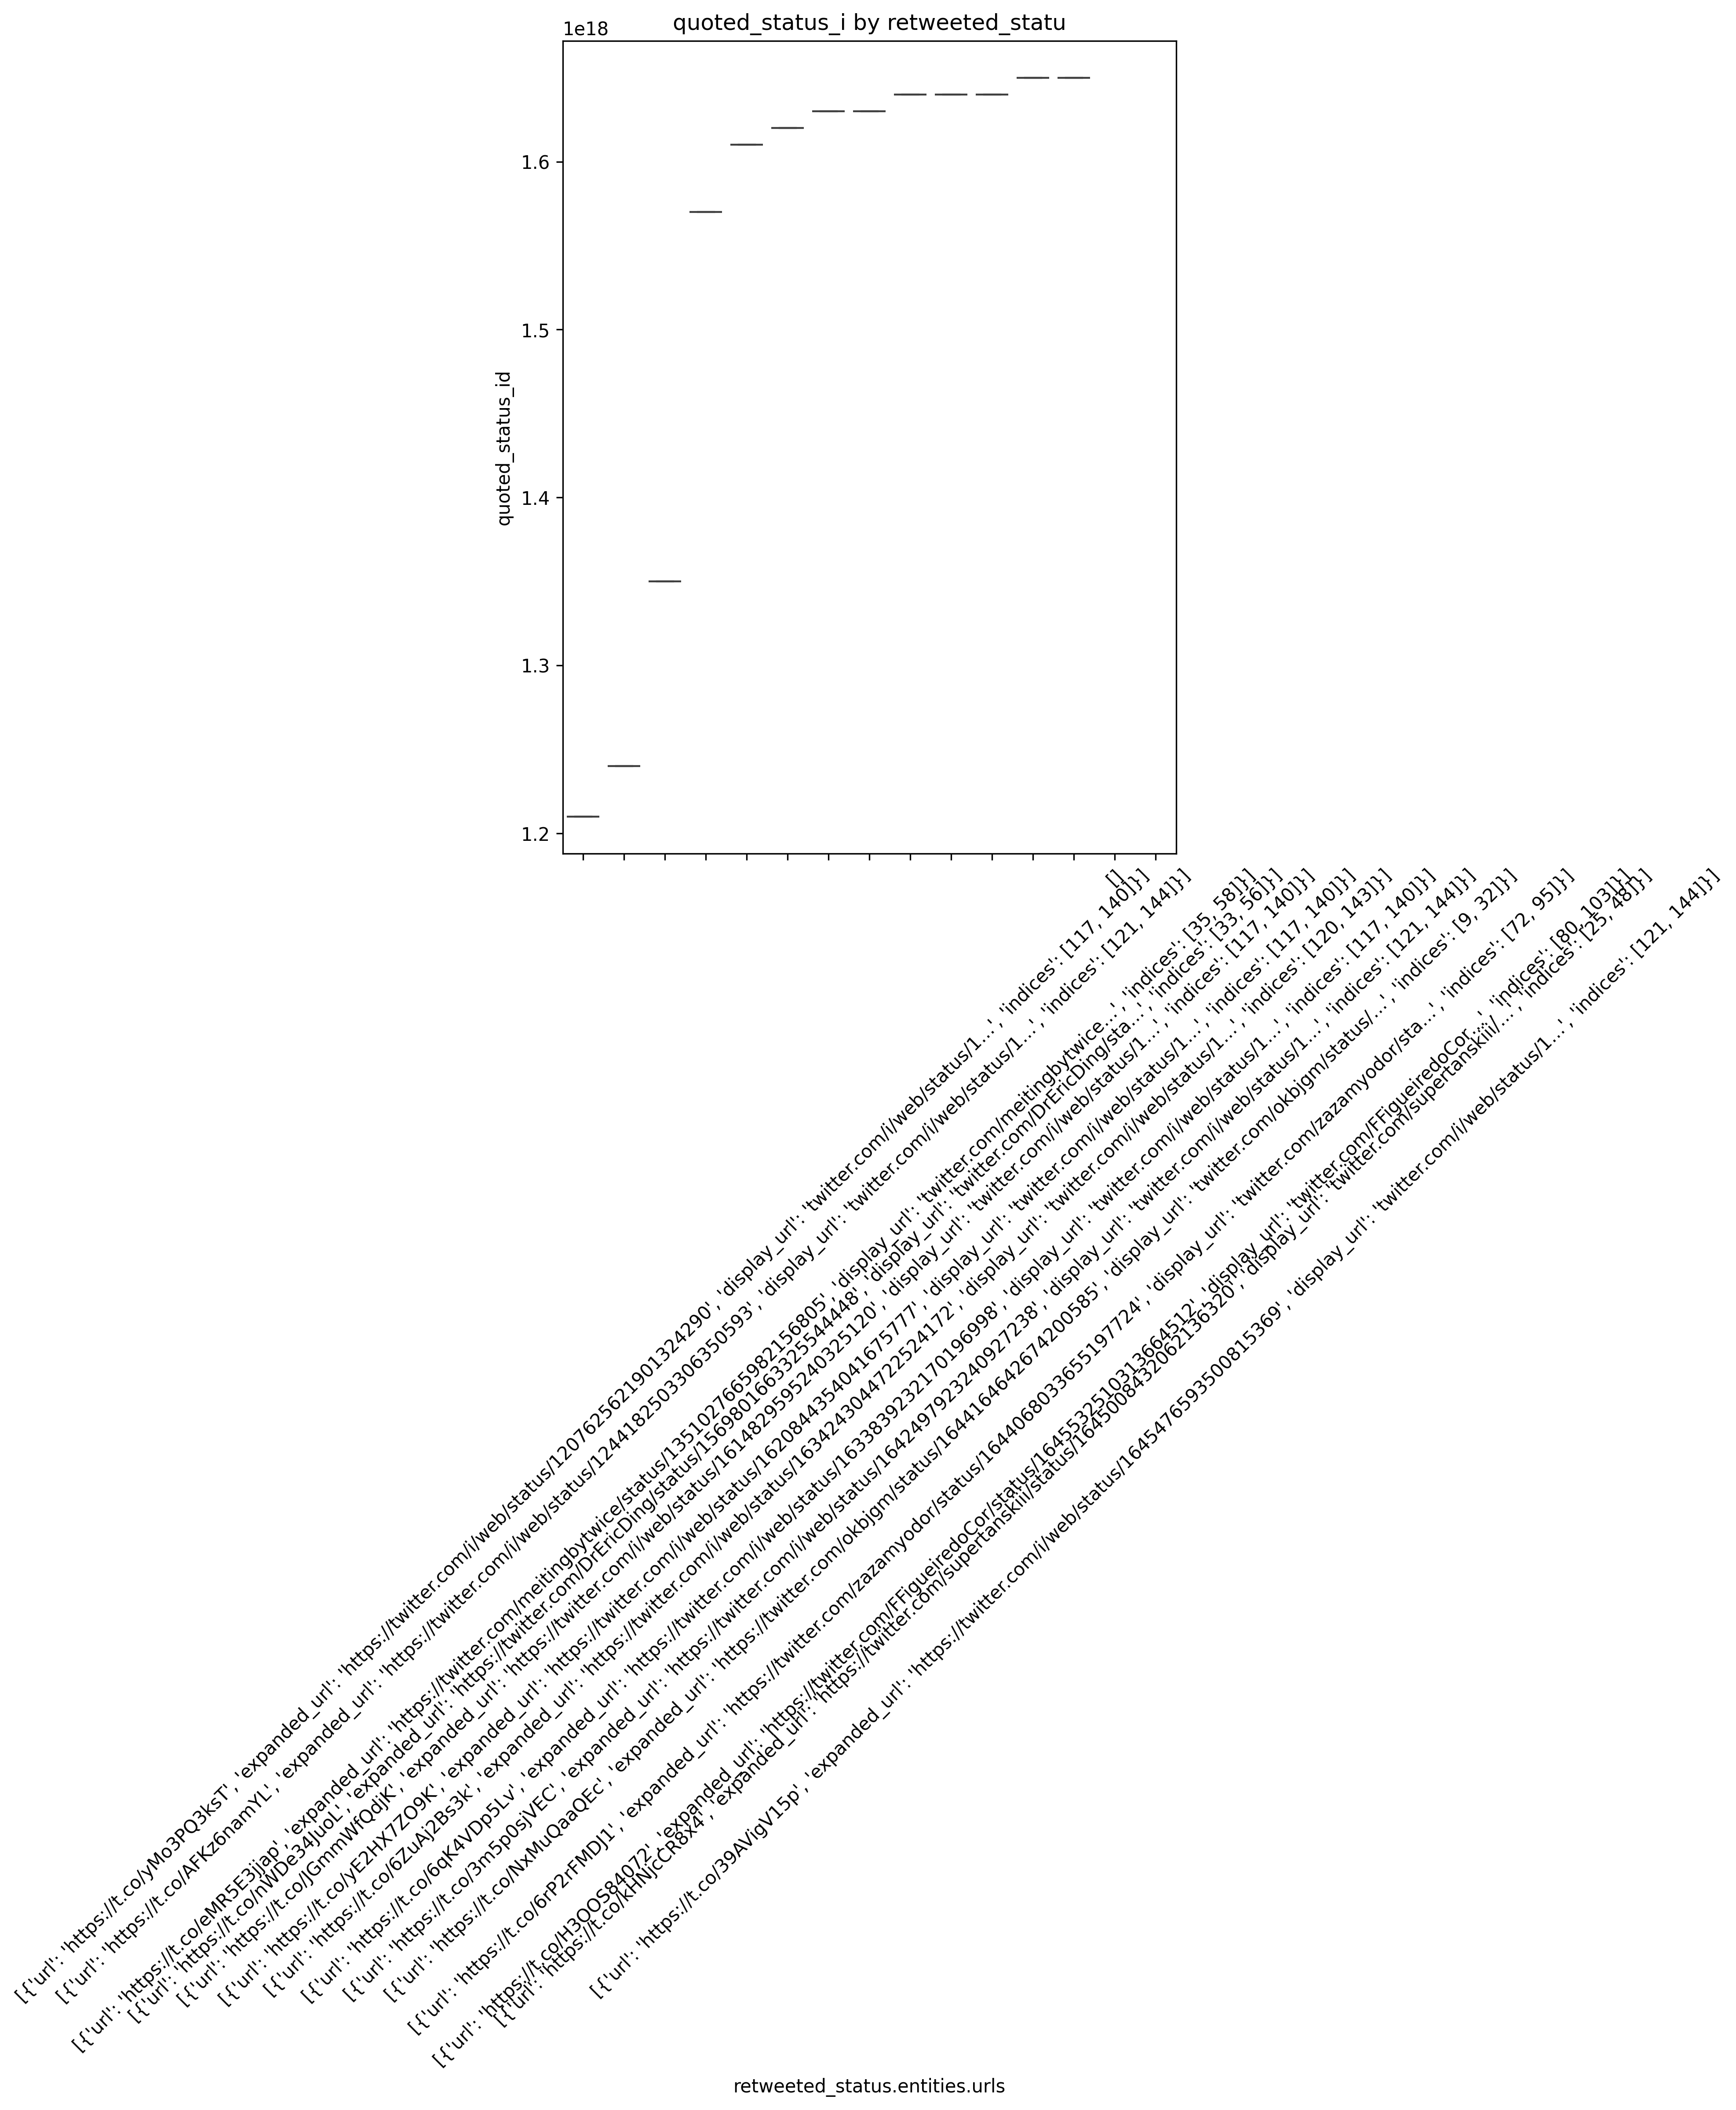 quoted_status_i by retweeted_statu
1e18
1.6
1.5
1.4
1.3
1.2
quoted_status_id
[{'url': 'https://t.co/yMo3PQ3ksT', 'expanded_url': 'https://twitter.com/i/web/status/1207625621901324290', 'display_url': 'twitter.com/i/web/status/1…', 'indices': [117, 140]}]
[{'url': 'https://t.co/AFKz6namYL', 'expanded_url': 'https://twitter.com/i/web/status/1244182503306350593', 'display_url': 'twitter.com/i/web/status/1…', 'indices': [121, 144]}]
[{'url': 'https://t.co/eMR5E3jjap', 'expanded_url': 'https://twitter.com/meitingbytwice/status/1351027665982156805', 'display_url': 'twitter.com/meitingbytwice…', 'indices': [35, 58]}]
[{'url': 'https://t.co/nWDe34JuoL', 'expanded_url': 'https://twitter.com/DrEricDing/status/1569801663325544448', 'display_url': 'twitter.com/DrEricDing/sta…', 'indices': [33, 56]}]
[{'url': 'https://t.co/JGmmWfQdjK', 'expanded_url': 'https://twitter.com/i/web/status/1614829595240325120', 'display_url': 'twitter.com/i/web/status/1…', 'indices': [117, 140]}]
[{'url': 'https://t.co/yE2HX7ZO9K', 'expanded_url': 'https://twitter.com/i/web/status/1620844354041675777', 'display_url': 'twitter.com/i/web/status/1…', 'indices': [117, 140]}]
[{'url': 'https://t.co/6ZuAj2Bs3k', 'expanded_url': 'https://twitter.com/i/web/status/1634243044722524172', 'display_url': 'twitter.com/i/web/status/1…', 'indices': [120, 143]}]
[{'url': 'https://t.co/6qK4VDp5Lv', 'expanded_url': 'https://twitter.com/i/web/status/1633839232170196998', 'display_url': 'twitter.com/i/web/status/1…', 'indices': [117, 140]}]
[{'url': 'https://t.co/3m5p0sjVEC', 'expanded_url': 'https://twitter.com/i/web/status/1642497923240927238', 'display_url': 'twitter.com/i/web/status/1…', 'indices': [121, 144]}]
[{'url': 'https://t.co/NxMuQaaQEc', 'expanded_url': 'https://twitter.com/okbjgm/status/1644164642674200585', 'display_url': 'twitter.com/okbjgm/status/…', 'indices': [9, 32]}]
[{'url': 'https://t.co/6rP2rFMDJ1', 'expanded_url': 'https://twitter.com/zazamyodor/status/1644068033655197724', 'display_url': 'twitter.com/zazamyodor/sta…', 'indices': [72, 95]}]
[{'url': 'https://t.co/H3OOS84072', 'expanded_url': 'https://twitter.com/FFigueiredoCor/status/1645532510313664512', 'display_url': 'twitter.com/FFigueiredoCor…', 'indices': [80, 103]}]
[{'url': 'https://t.co/kHNjcCR8x4', 'expanded_url': 'https://twitter.com/supertanskiii/status/1645008432062136320', 'display_url': 'twitter.com/supertanskiii/…', 'indices': [25, 48]}]
[]
[{'url': 'https://t.co/39AVigV15p', 'expanded_url': 'https://twitter.com/i/web/status/1645476593500815369', 'display_url': 'twitter.com/i/web/status/1…', 'indices': [121, 144]}]
retweeted_status.entities.urls